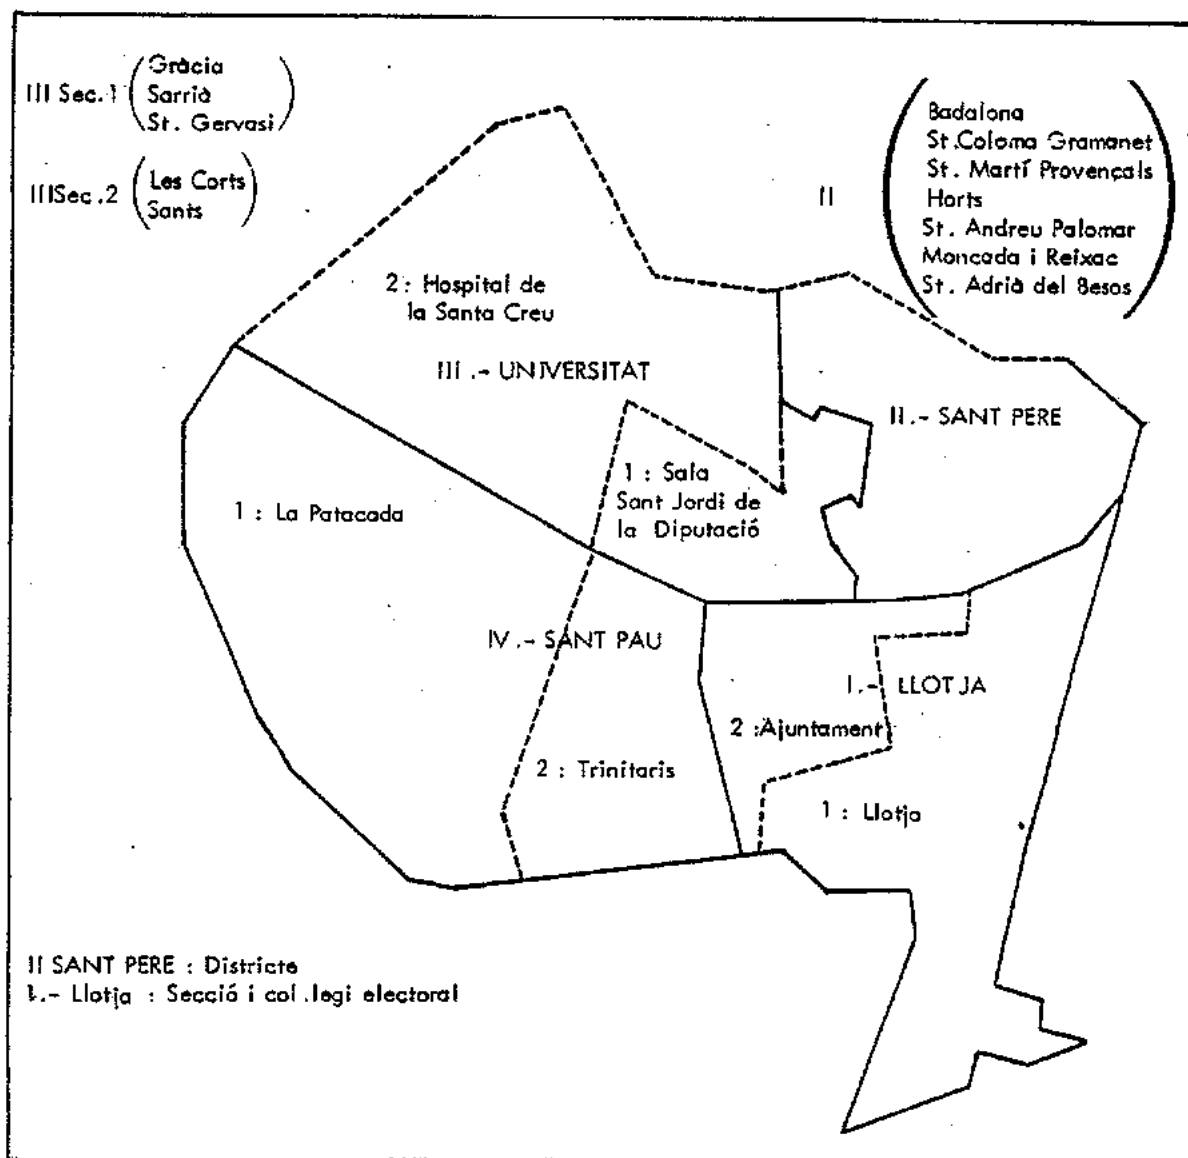 III Sec. 1
Gràcia
Sarrià
St. Gervasi
IIISec.2
Les Corts
Sants
II
Badalona
St.Coloma Gramanet
St. Martí Provençals
Horts
St. Andreu Palomar
Moncada i Reixac
St. Adrià del Besos
2 : Hospital de
la Santa Creu
III .- UNIVERSITAT
II .- SANT PERE
1 : Sala
Sant Jordi de
la Diputació
1 : La Patacada
IV .- SANT PAU
I.- LLOTJA
2 :Ajuntament
2 : Trinitaris
1 : Llotja
II SANT PERE : Districte
1.- Llotja : Secció i col.legi electoral